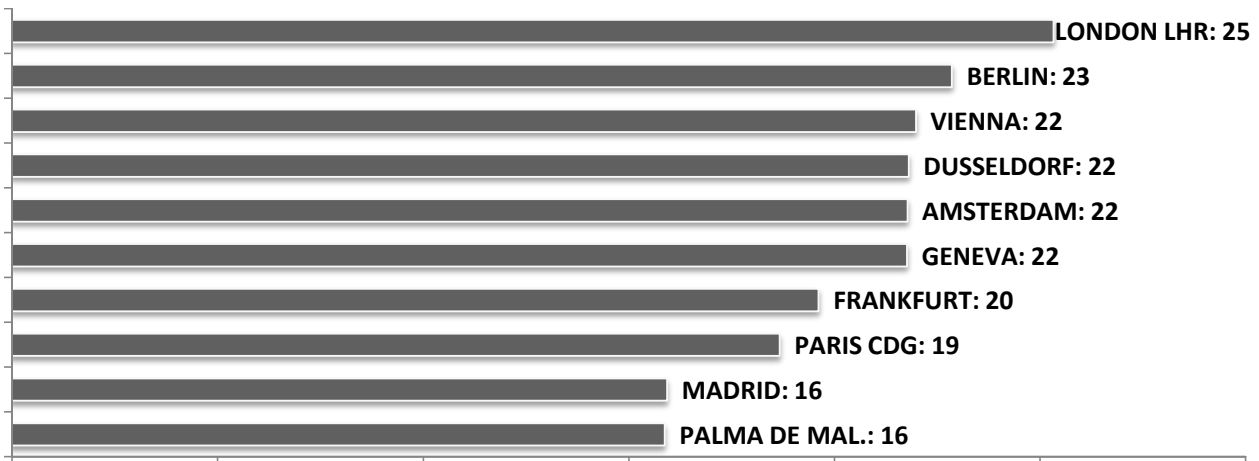 LONDON LHR: 25
BERLIN: 23
VIENNA: 22
DUSSELDORF: 22
AMSTERDAM: 22
GENEVA: 22
FRANKFURT: 20
PARIS CDG: 19
MADRID: 16
PALMA DE MAL.: 16